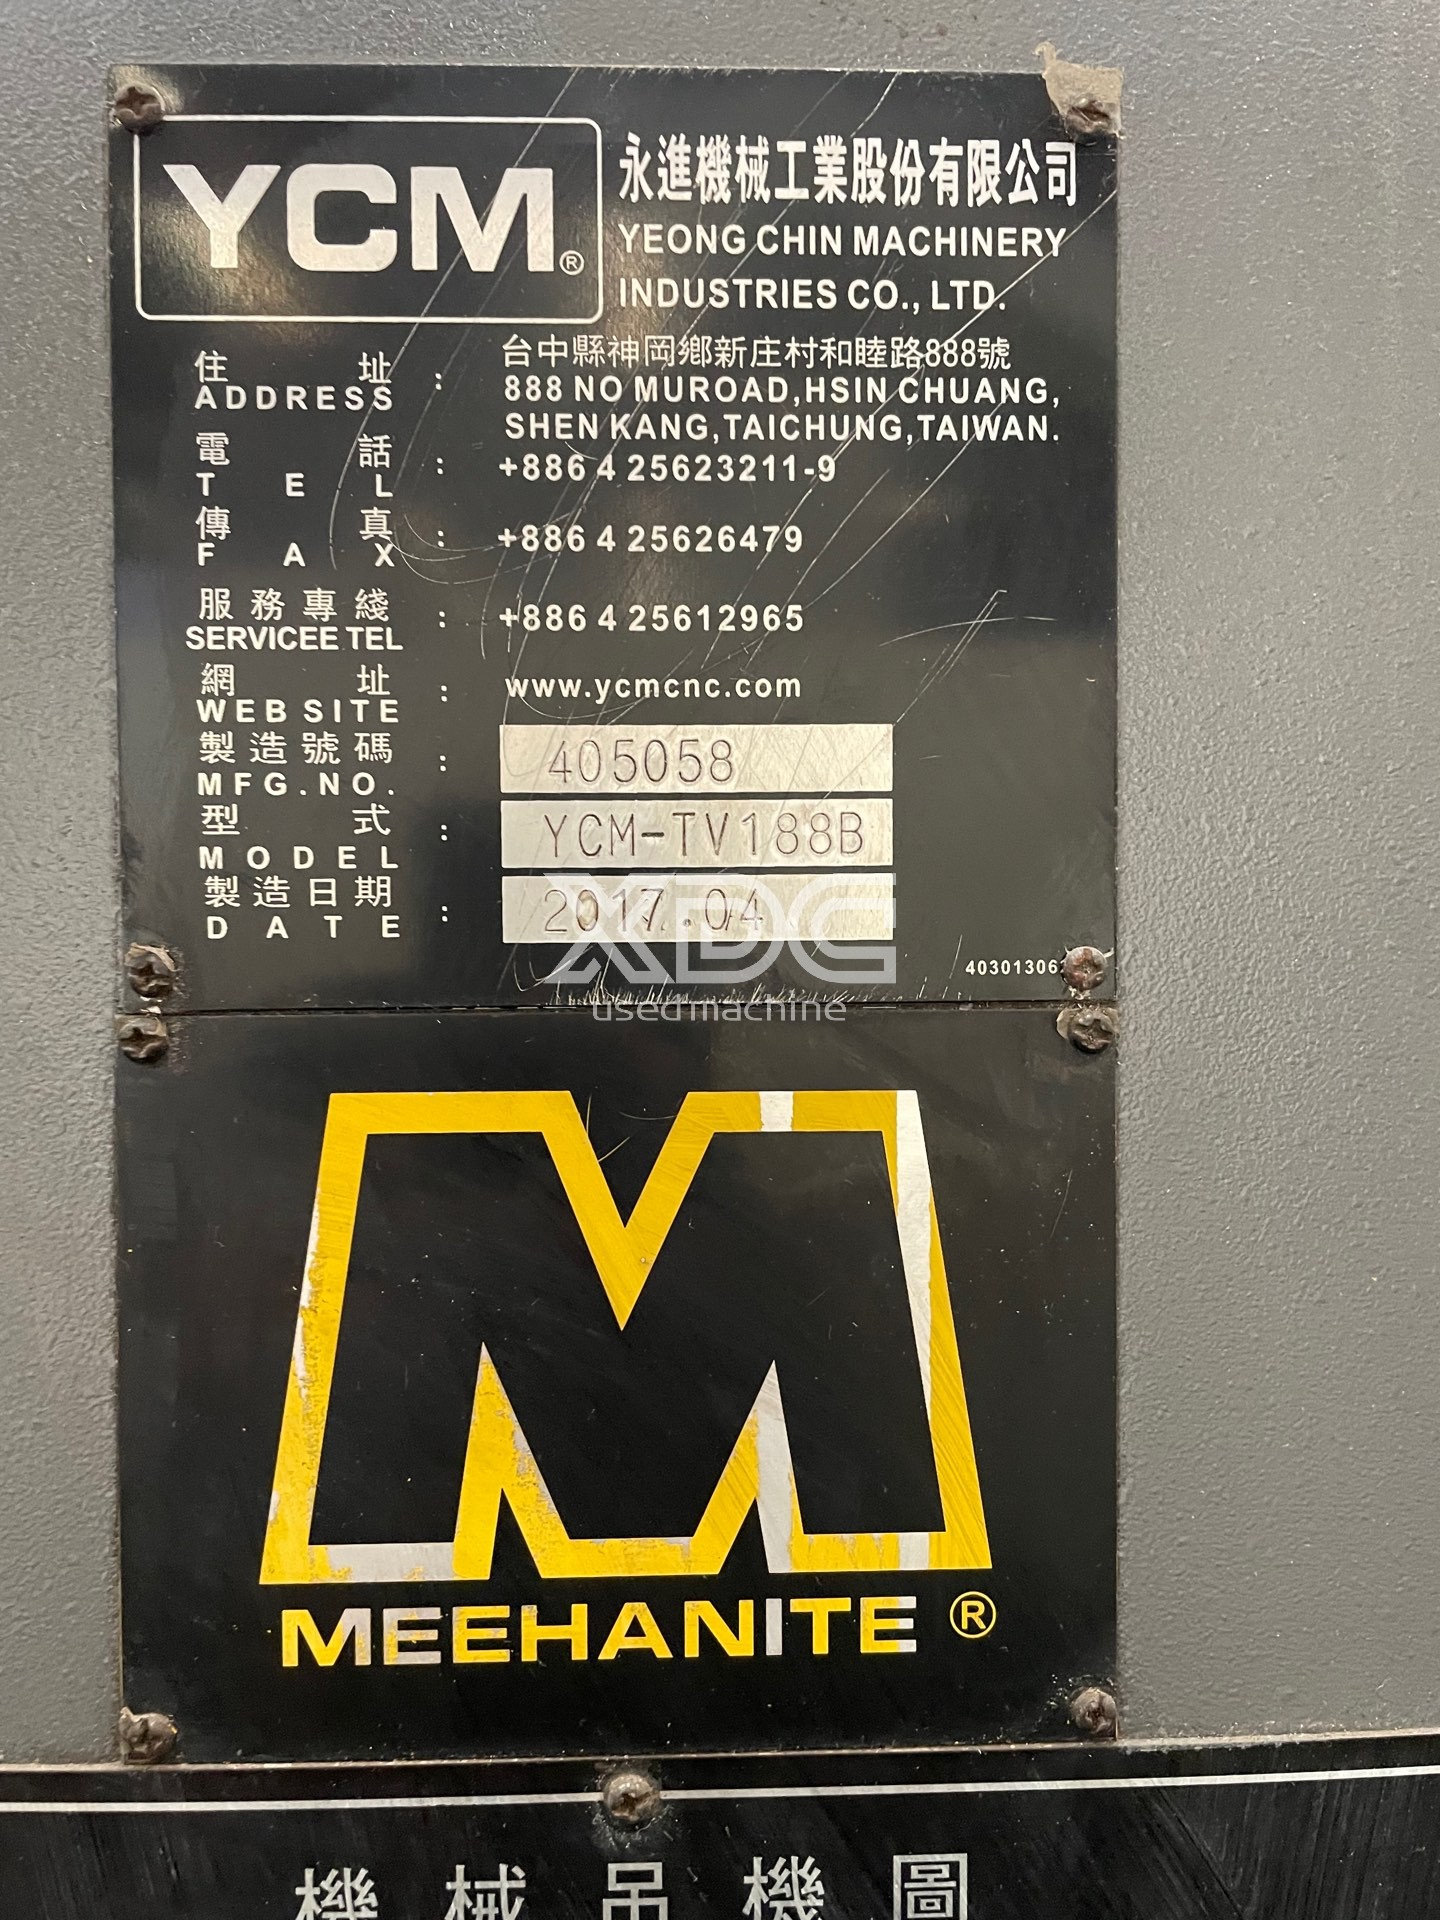 YCM®
永進機械工業股份有限公司
YEONG CHIN MACHINERY
INDUSTRIES CO., LTD.
住址 : 台中縣神岡鄉新庄村和睦路888號
ADDRESS 888 NO MUROAD,HSIN CHUANG,
SHEN KANG,TAICHUNG,TAIWAN.
電話
TEL : +886 4 25623211-9
傳真
FAX : +886 4 25626479
服務專綫
SERVICEE TEL : +886 4 25612965
網址
WEB SITE : www.ycmcnc.com
製造號碼
MFG.NO. : 405058
型式
MODEL : YCM-TV188B
製造日期
DATE : 2017.04
XDC
usedmachine
40301306
MEEHANITE ®
機械吊機圖